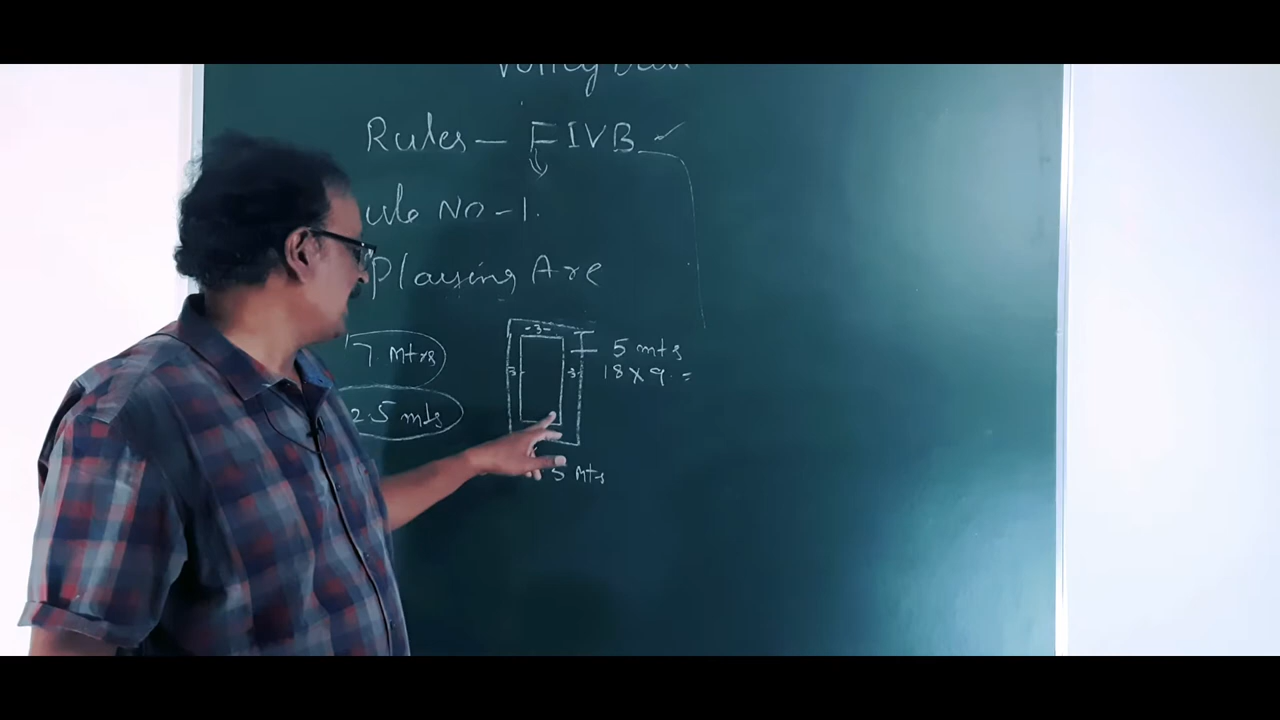 Rules – FIVB ✓
Rule No – 1.
Playing Are
7. Mtrs
5 mts
18 x 9. =
2.5 mts
- 3 -
3
3
5 Mts